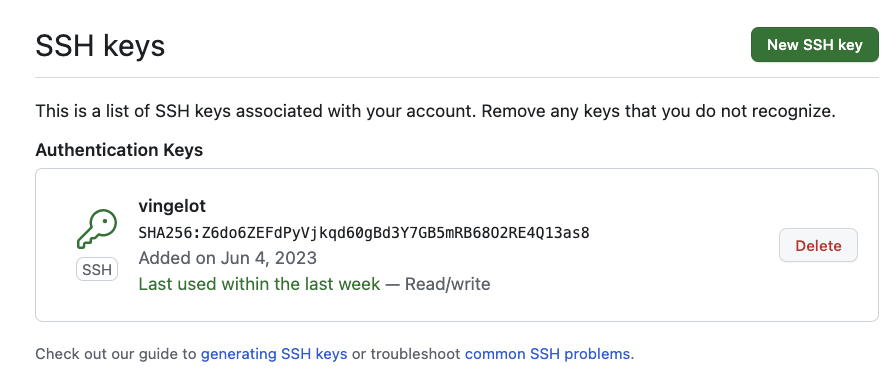 SSH keys
New SSH key
This is a list of SSH keys associated with your account. Remove any keys that you do not recognize.
Authentication Keys
vingelot
SHA256:Z6do6ZEFdPyVjkqd60gBd3Y7GB5mRB68O2RE4Q13as8
SSH
Added on Jun 4, 2023
Last used within the last week — Read/write
Delete
Check out our guide to generating SSH keys or troubleshoot common SSH problems.